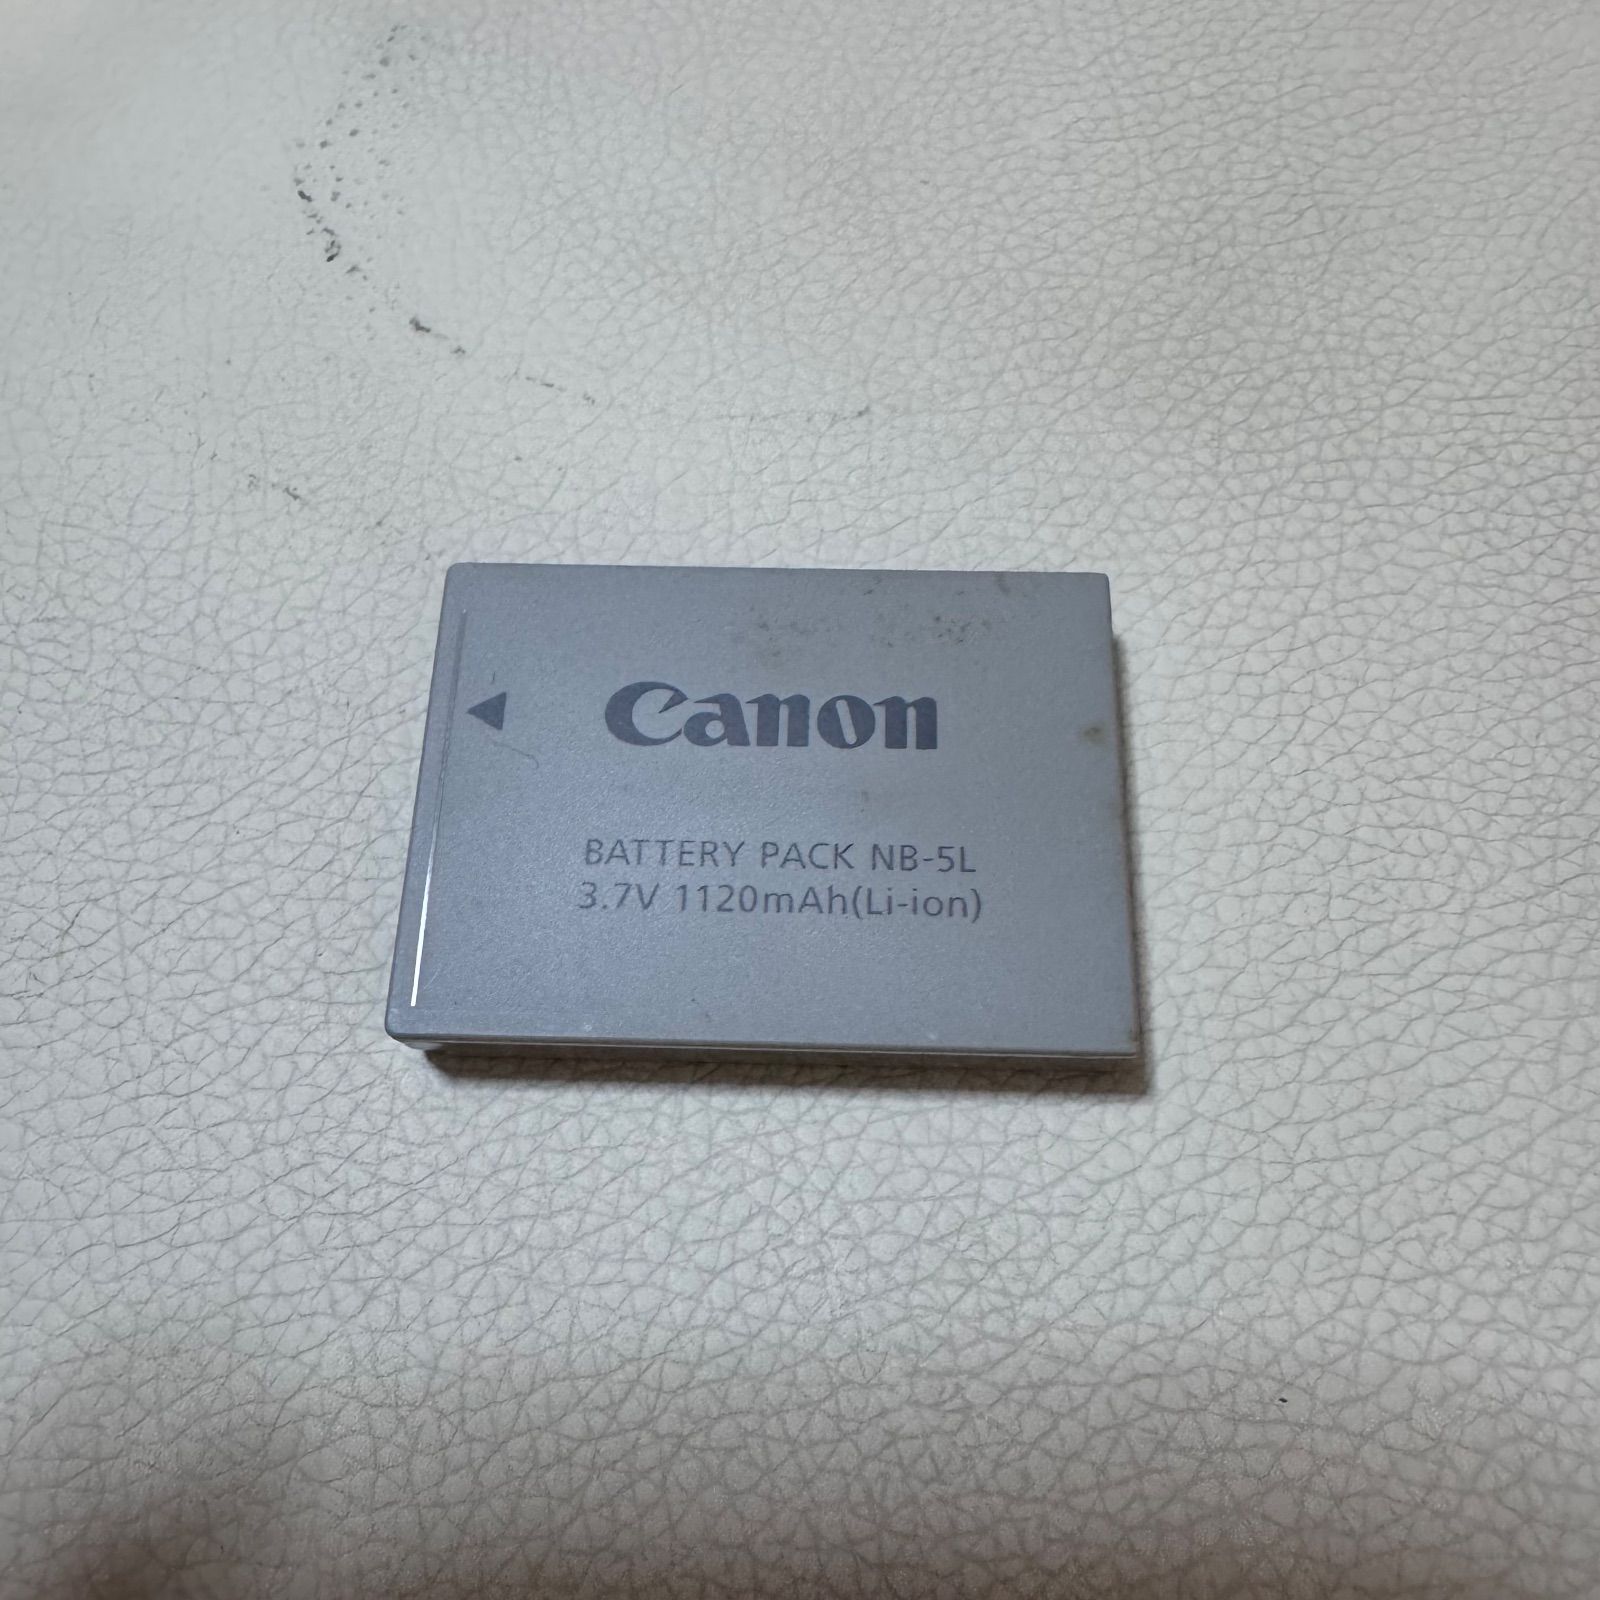 Canon
BATTERY PACK NB-5L
3.7V 1120mAh(Li-ion)